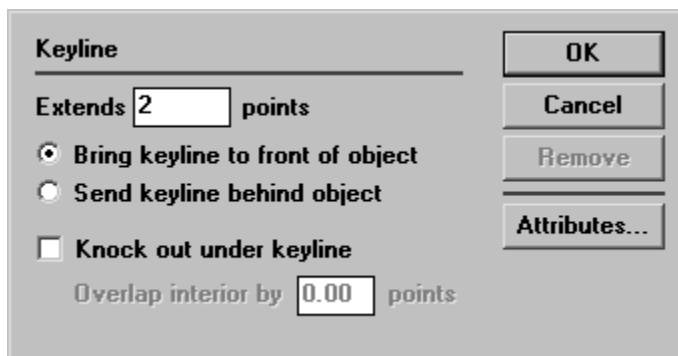 Keyline
OK
Extends 2 points
Cancel
Bring keyline to front of object
Remove
Send keyline behind object
Attributes...
Knock out under keyline
Overlap interior by 0.00 points